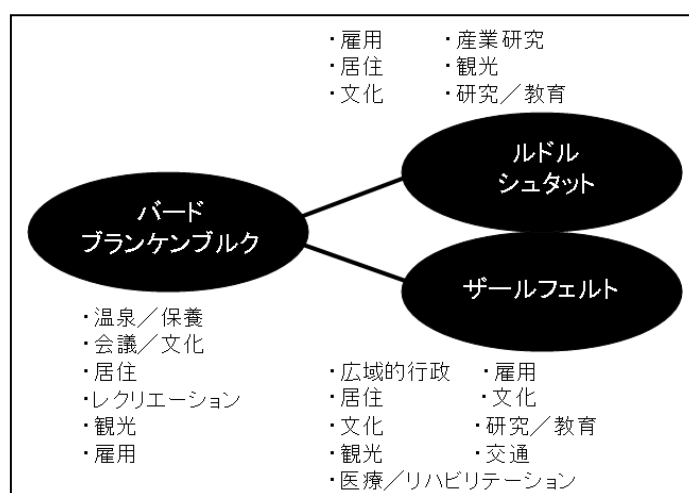 ・雇用　・産業研究
・居住　・観光
・文化　・研究／教育
ルドル
シュタット
バード
ブランケンブルク
ザールフェルト
・温泉／保養
・会議／文化
・居住
・レクリエーション
・観光
・雇用
・広域的行政　・雇用
・居住　・文化
・文化　・研究／教育
・観光　・交通
・医療／リハビリテーション